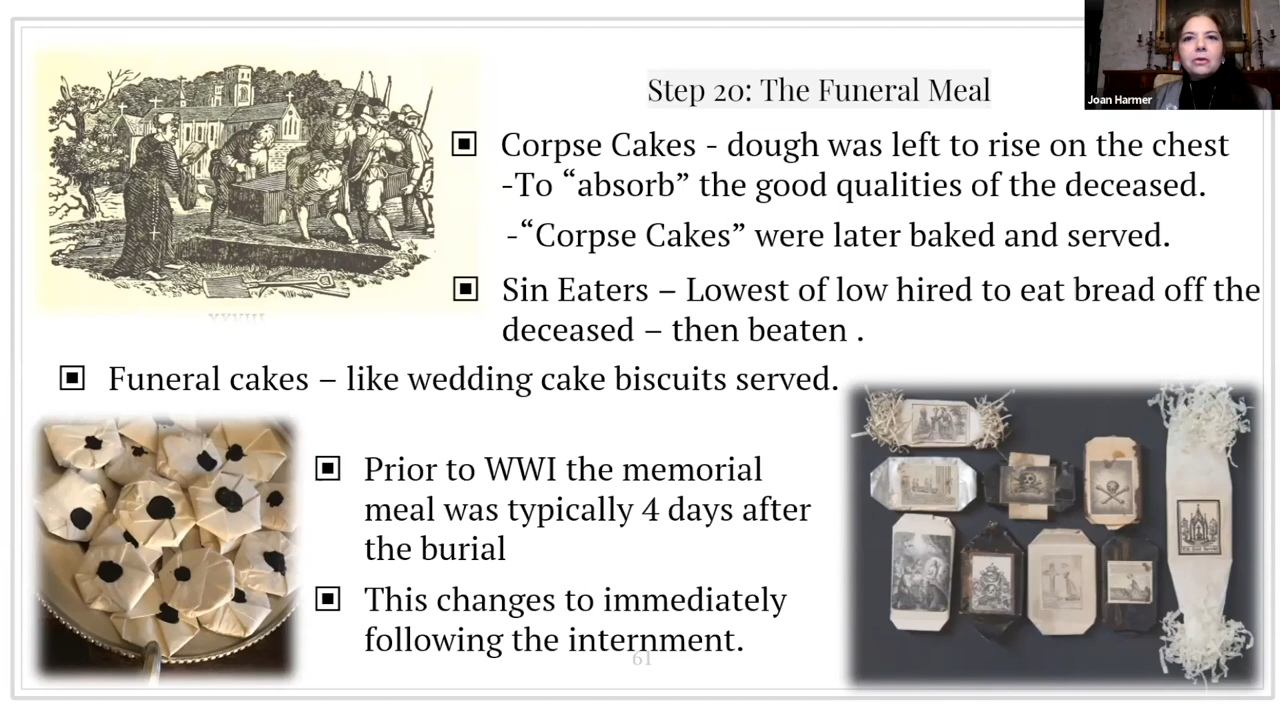 Joan Harmer
Step 20: The Funeral Meal
▣ Corpse Cakes - dough was left to rise on the chest
-To “absorb” the good qualities of the deceased.
-“Corpse Cakes” were later baked and served.
▣ Sin Eaters – Lowest of low hired to eat bread off the
deceased – then beaten .
XXVIII
▣ Funeral cakes – like wedding cake biscuits served.
▣ Prior to WWI the memorial
meal was typically 4 days after
the burial
▣ This changes to immediately
following the internment.
61